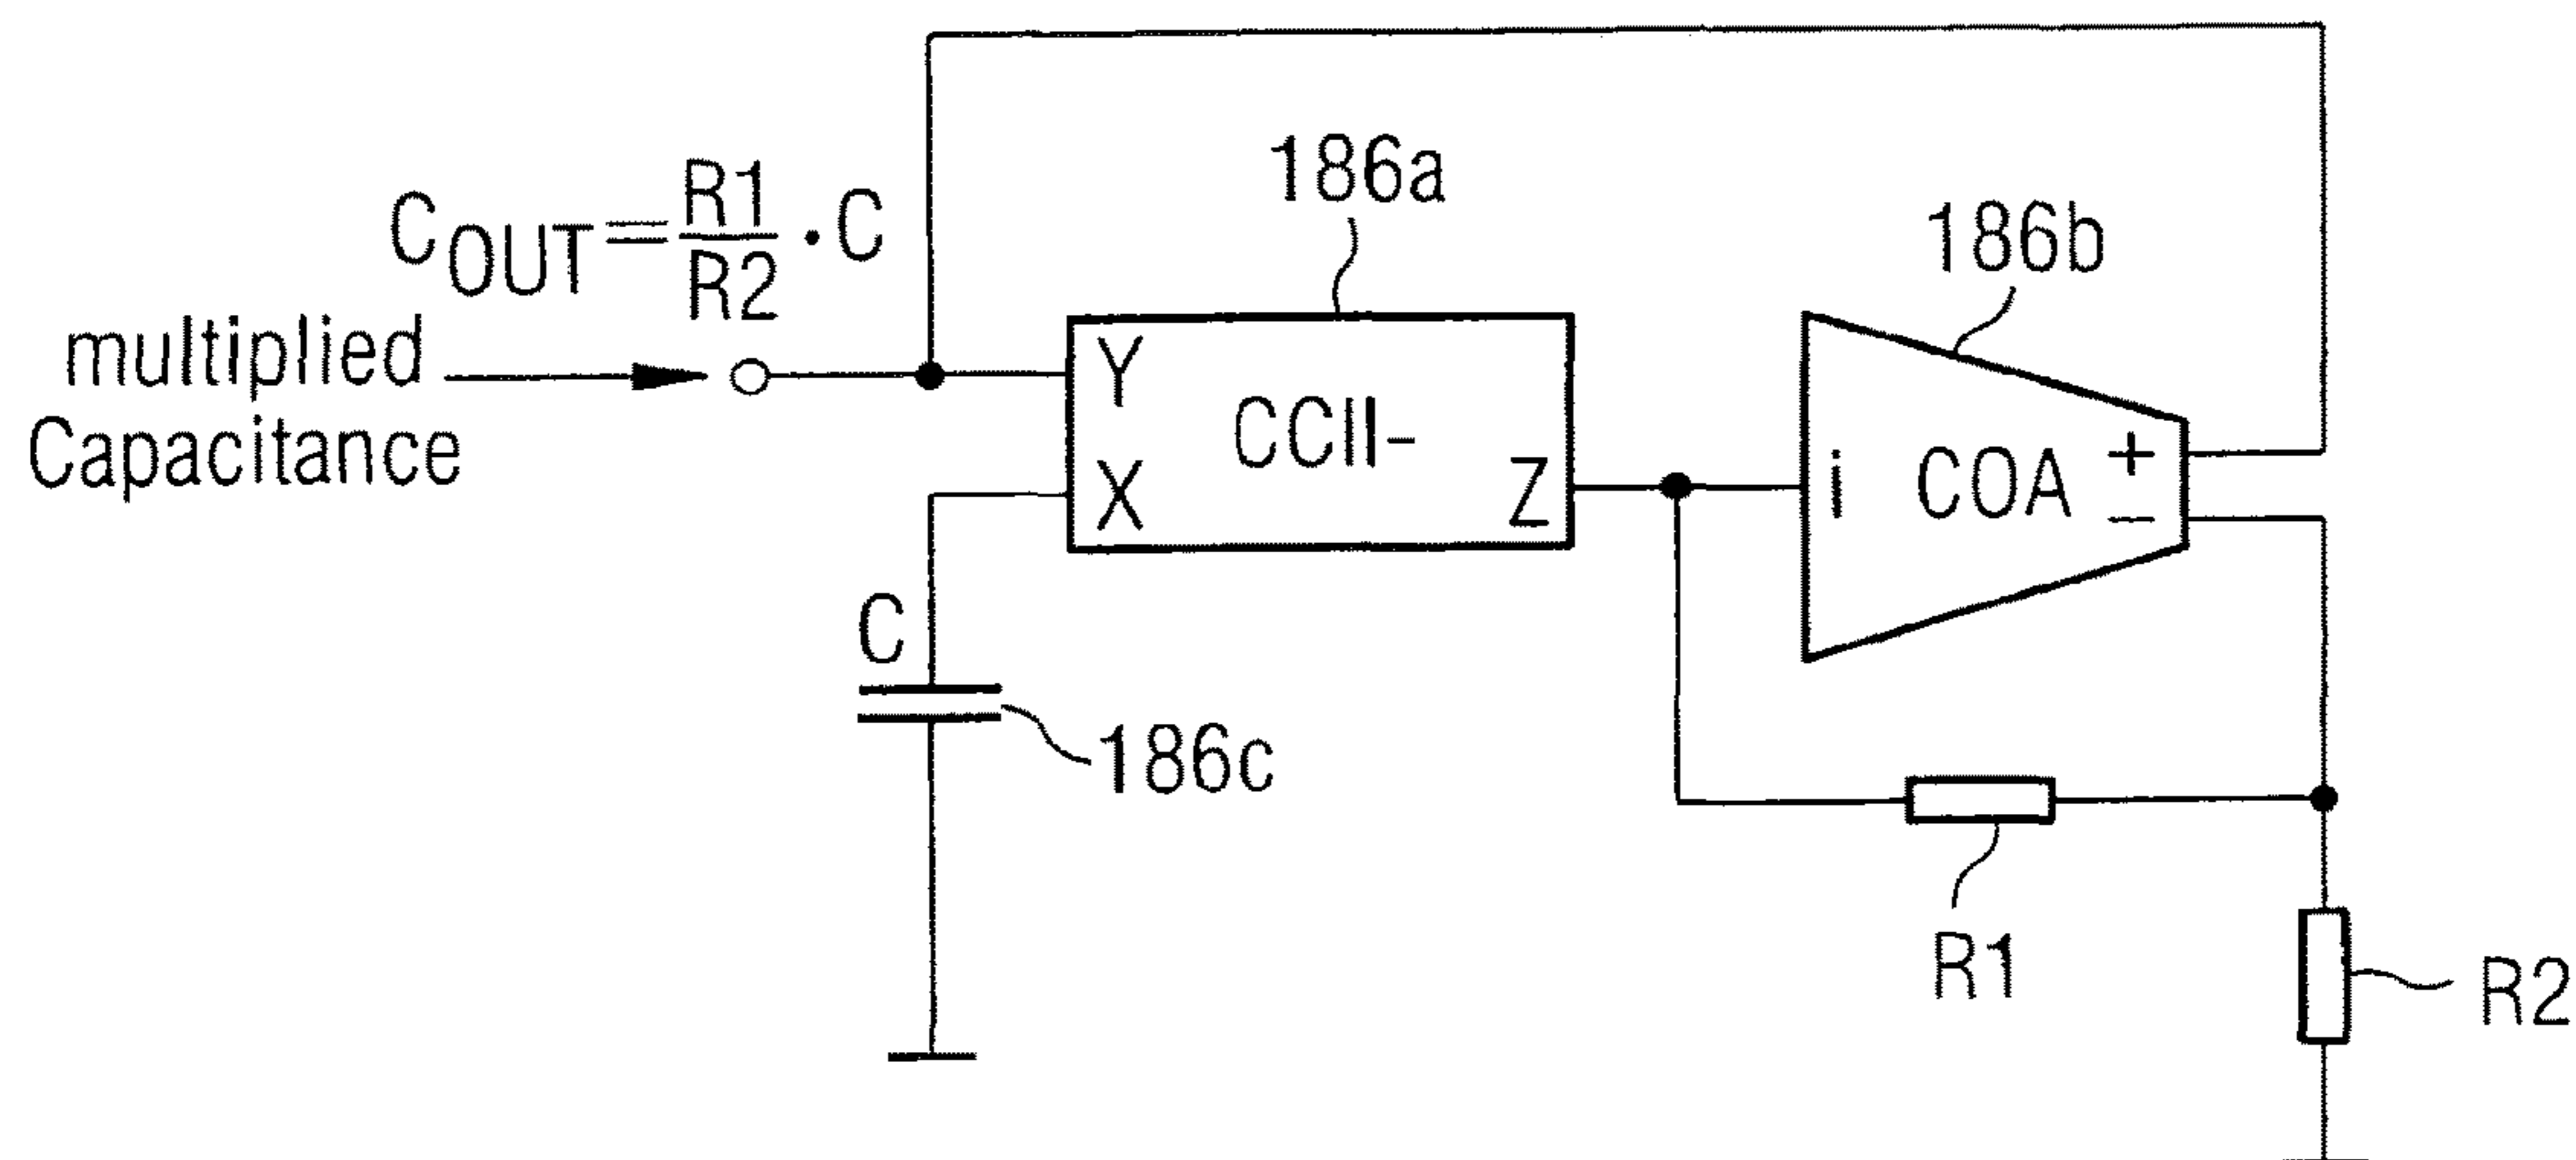 C_OUT = R1/R2 · C
multiplied
Capacitance
186a
186b
Y
X
CCII-
Z
i
COA
+
−
C
186c
R1
R2